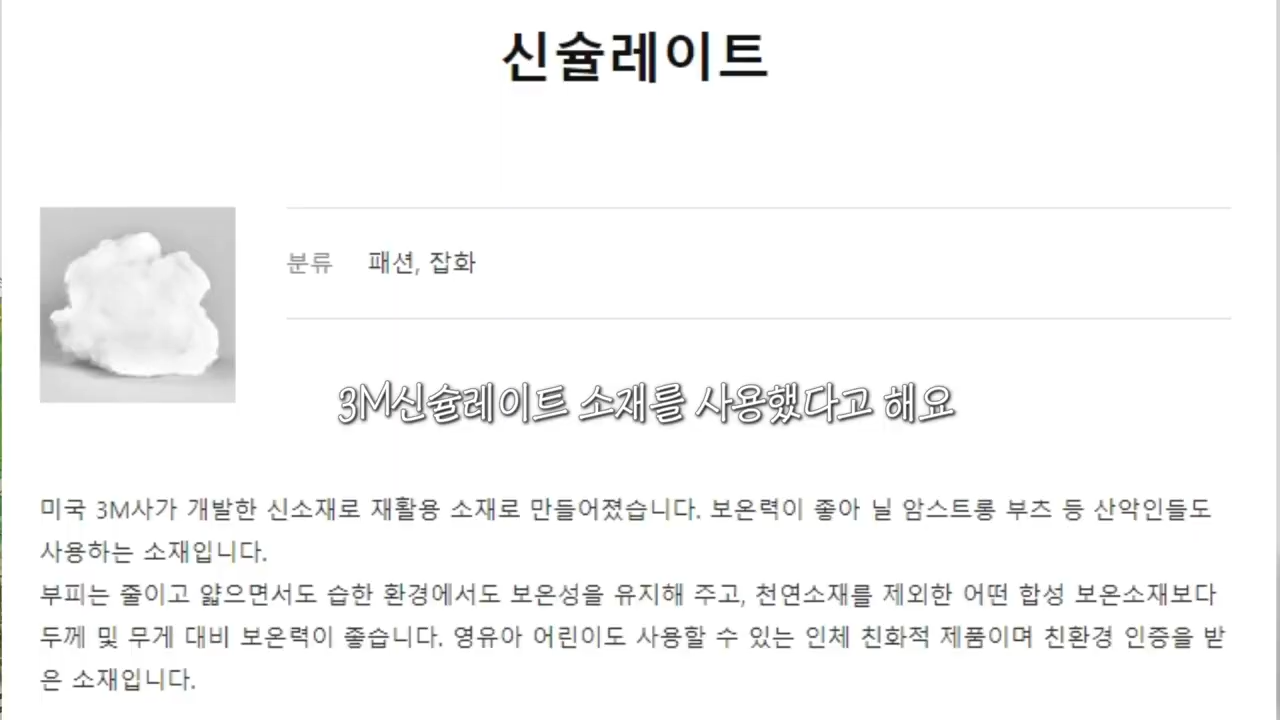 신슐레이트
분류 패션, 잡화
3M신슐레이트 소재를 사용했다고 해요
미국 3M사가 개발한 신소재로 재활용 소재로 만들어졌습니다. 보온력이 좋아 닐 암스트롱 부츠 등 산악인들도
사용하는 소재입니다.
부피는 줄이고 얇으면서도 습한 환경에서도 보온성을 유지해 주고, 천연소재를 제외한 어떤 합성 보온소재보다
두께 및 무게 대비 보온력이 좋습니다. 영유아 어린이도 사용할 수 있는 인체 친화적 제품이며 친환경 인증을 받
은 소재입니다.